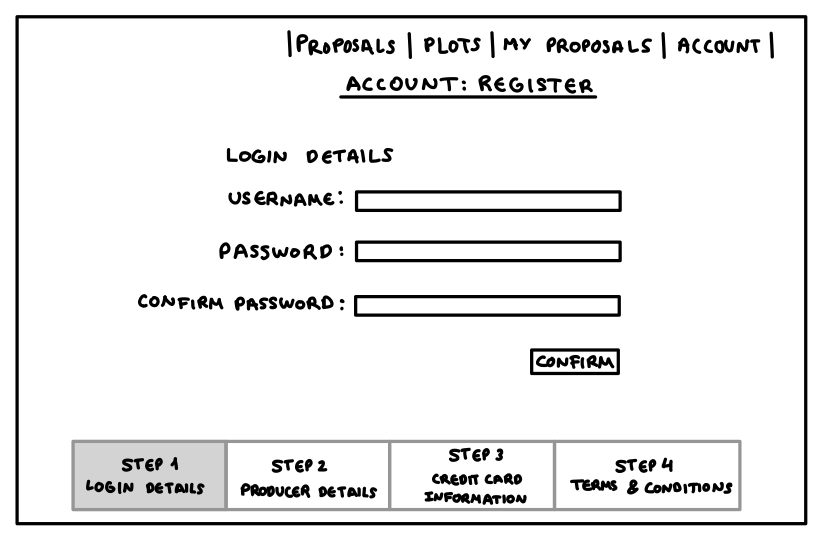 |PROPOSALS | PLOTS | MY PROPOSALS | ACCOUNT |
ACCOUNT: REGISTER
LOGIN DETAILS
USERNAME:
PASSWORD:
CONFIRM PASSWORD:
CONFIRM
STEP 1
LOGIN DETAILS
STEP 2
PRODUCER DETAILS
STEP 3
CREDIT CARD
INFORMATION
STEP 4
TERMS & CONDITIONS